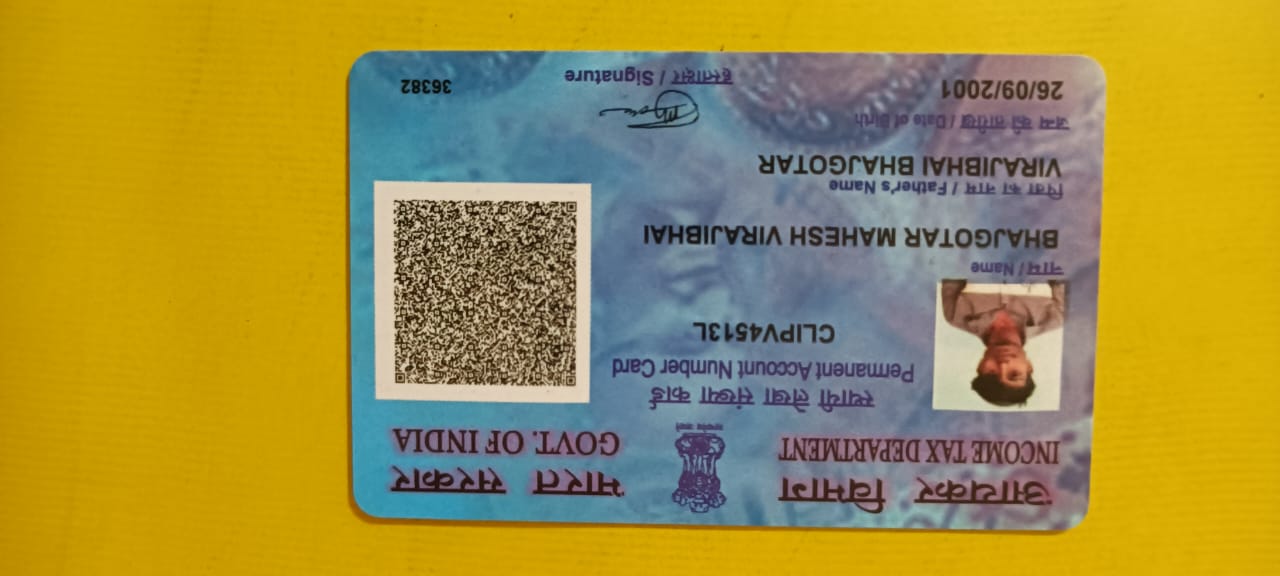 आयकर विभाग
INCOME TAX DEPARTMENT
भारत सरकार
GOVT. OF INDIA
स्थायी लेखा संख्या कार्ड
Permanent Account Number Card
CLIPV4513L
नाम / Name
BHAJGOTAR MAHESH VIRAJIBHAI
पिता का नाम / Father's Name
VIRAJIBHAI BHAJGOTAR
जन्म की तारीख / Date of Birth
26/09/2001
हस्ताक्षर / Signature
36382